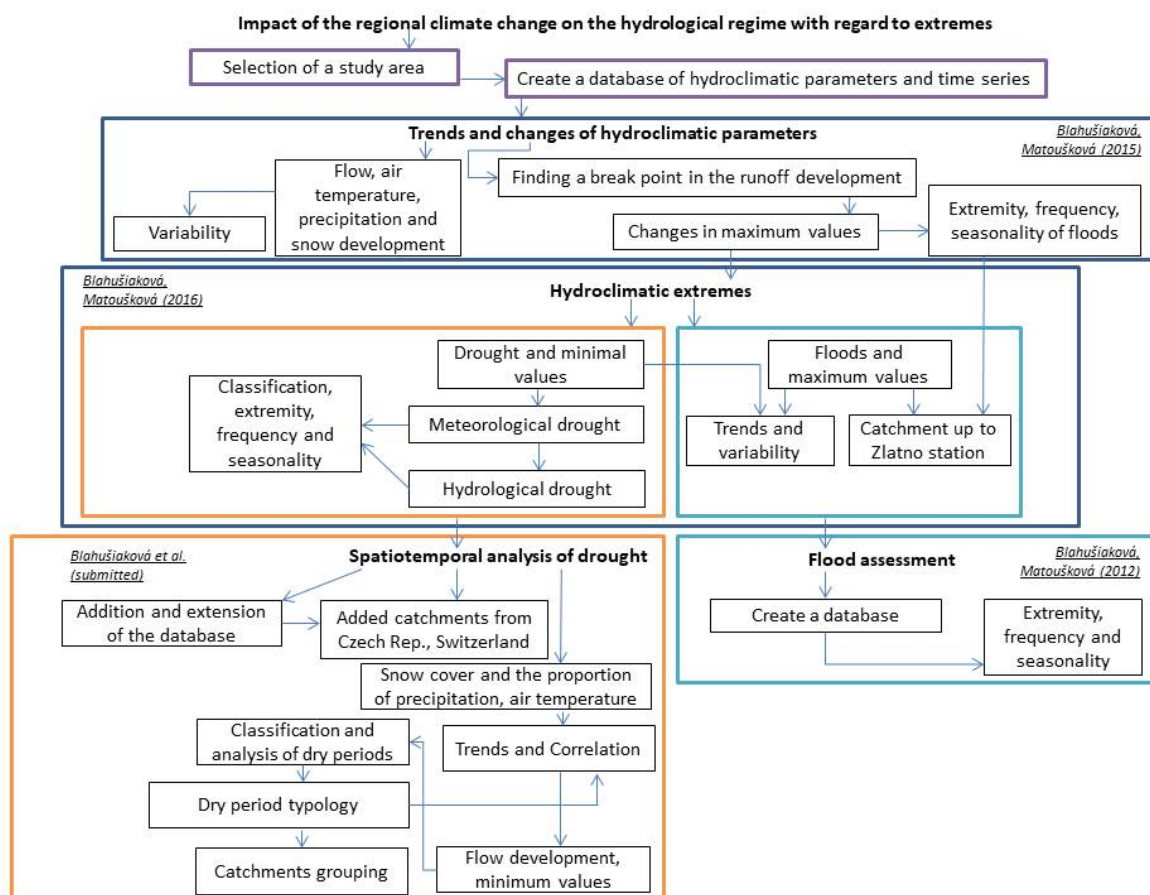 Impact of the regional climate change on the hydrological regime with regard to extremes
Selection of a study area
Create a database of hydroclimatic parameters and time series
Trends and changes of hydroclimatic parameters
Blahušiaková,
Matoušková (2015)
Flow, air
temperature,
precipitation and
snow development
Variability
Finding a break point in the runoff development
Changes in maximum values
Extremity, frequency,
seasonality of floods
Blahušiaková,
Matoušková (2016)
Hydroclimatic extremes
Drought and minimal
values
Classification,
extremity,
frequency and
seasonality
Meteorological drought
Hydrological drought
Floods and
maximum values
Trends and
variability
Catchment up to
Zlatno station
Blahušiaková et al.
(submitted)
Spatiotemporal analysis of drought
Addition and extension
of the database
Added catchments from
Czech Rep., Switzerland
Snow cover and the proportion
of precipitation, air temperature
Classification and
analysis of dry periods
Trends and Correlation
Dry period typology
Catchments grouping
Flow development,
minimum values
Flood assessment
Blahušiaková,
Matoušková (2012)
Create a database
Extremity,
frequency and
seasonality